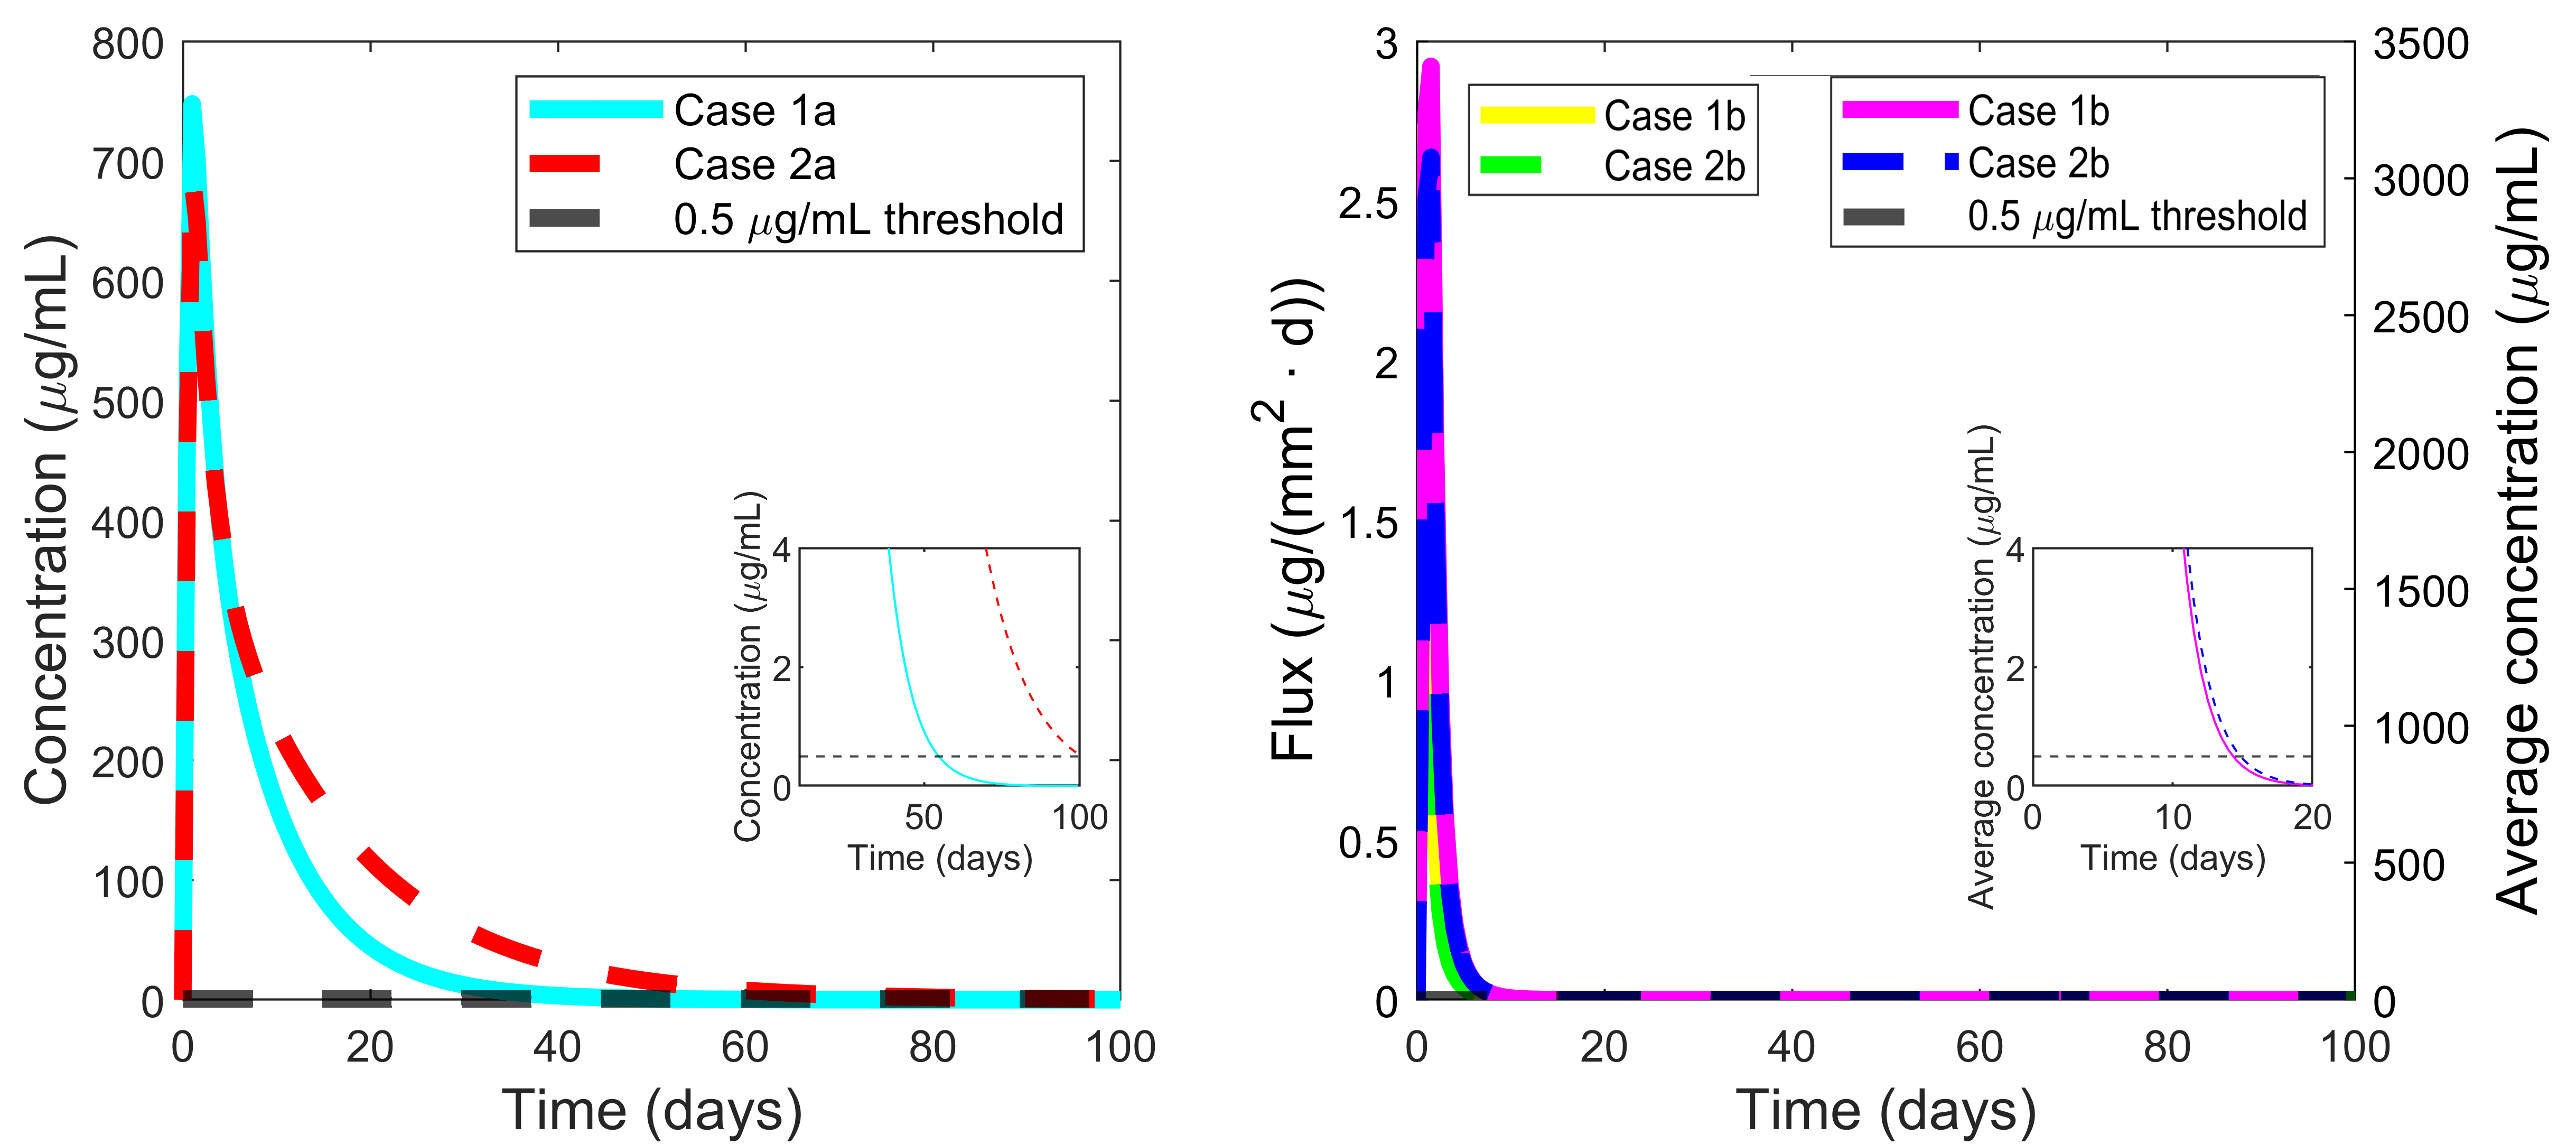 800
700
600
500
400
300
200
100
0
Concentration (μg/mL)
0 20 40 60 80 100
Time (days)
Case 1a
Case 2a
0.5 μg/mL threshold
4
2
0
Concentration (μg/mL)
50 100
Time (days)
3
2.5
2
1.5
1
0.5
0
Flux (μg/(mm² · d))
0 20 40 60 80 100
Time (days)
Case 1b
Case 2b
Case 1b
Case 2b
0.5 μg/mL threshold
4
2
0
Average concentration (μg/mL)
0 10 20
Time (days)
3500
3000
2500
2000
1500
1000
500
0
Average concentration (μg/mL)